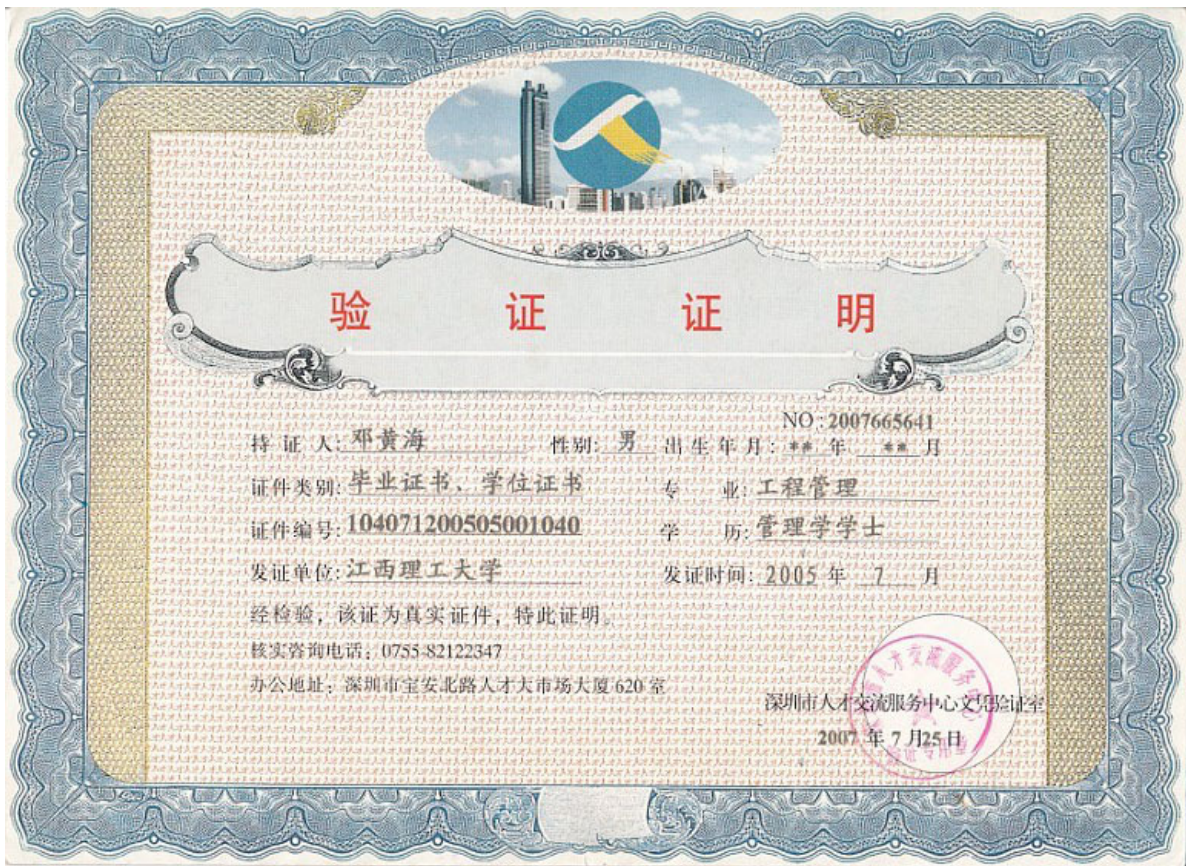 验证证明
NO:2007665641
持证人:邓黄海 性别:男 出生年月:** 年 ** 月
证件类别:毕业证书、学位证书 专业:工程管理
证件编号:104071200505001040 学历:管理学学士
发证单位:江西理工大学 发证时间:2005 年 7 月
经检验,该证为真实证件,特此证明。
核实咨询电话:0755-82122347
办公地址:深圳市宝安北路人才大市场大厦 620 室
深圳市人才交流服务中心文凭验证室
2007 年 7 月25 日